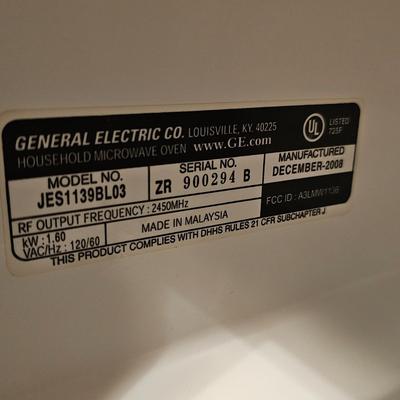 GENERAL ELECTRIC CO. LOUISVILLE, KY. 40225
HOUSEHOLD MICROWAVE OVEN www.GE.com
UL LISTED 725F
MODEL NO.
JES1139BL03
SERIAL NO.
ZR 900294 B
MANUFACTURED
DECEMBER-2008
RF OUTPUT FREQUENCY : 2450MHz
FCC ID : A3LMW1136
kW : 1.60
VAC/Hz : 120/60
MADE IN MALAYSIA
THIS PRODUCT COMPLIES WITH DHHS RULES 21 CFR SUBCHAPTER J